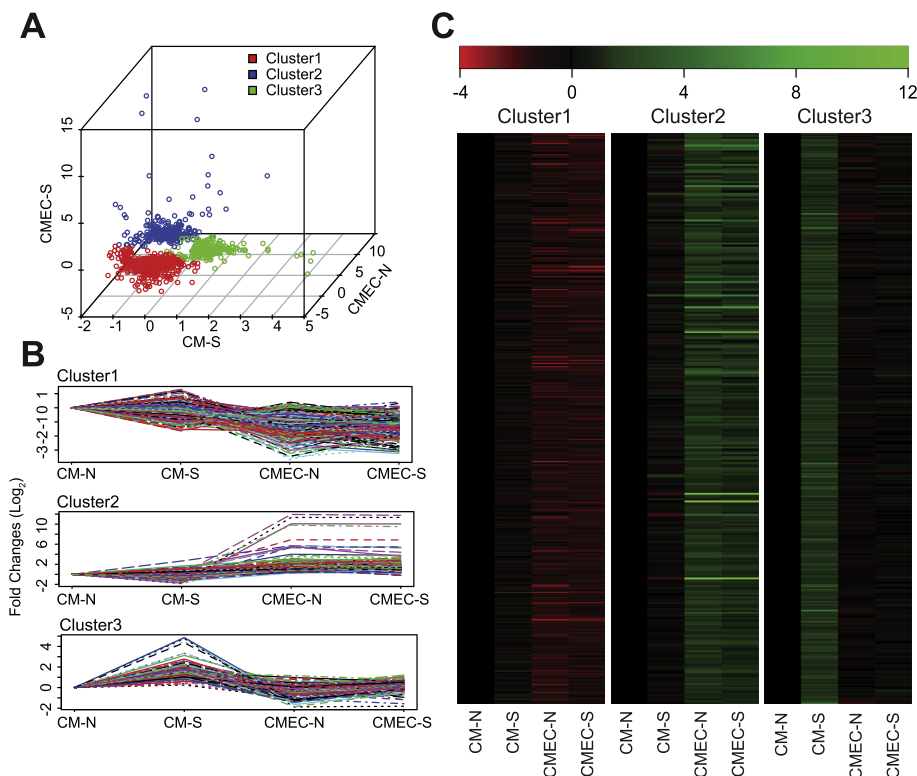 A
Cluster1
Cluster2
Cluster3
15
10
5
0
-5
CMEC-S
-2 -1 0 1 2 3 4 5
CM-S
-5 0 5 10
CMEC-N
B
Fold Changes (Log2)
Cluster1
1
-1 0
-3 -2
CM-N CM-S CMEC-N CMEC-S
Cluster2
10
6
2
-2
CM-N CM-S CMEC-N CMEC-S
Cluster3
4
2
0
-2
CM-N CM-S CMEC-N CMEC-S
C
-4 0 4 8 12
Cluster1 Cluster2 Cluster3
CM-N CM-S CMEC-N CMEC-S CM-N CM-S CMEC-N CMEC-S CM-N CM-S CMEC-N CMEC-S